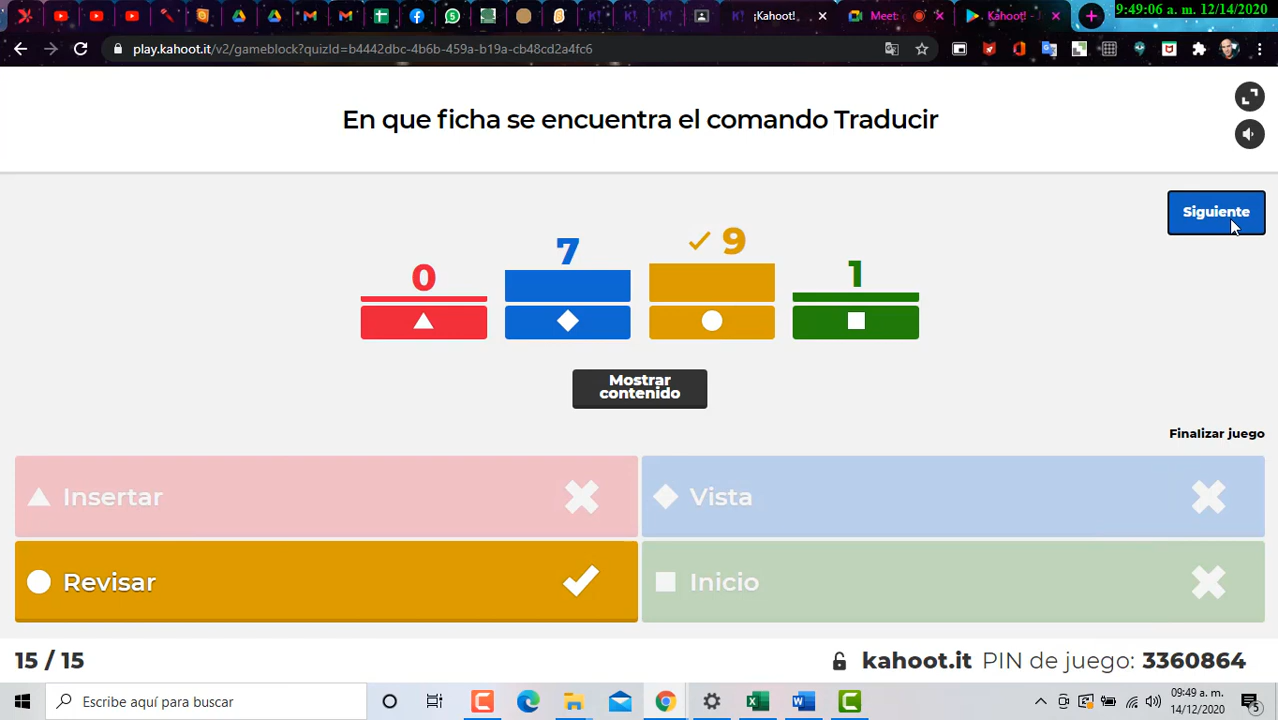 ¡Kahoot!
Meet:
Kahoot! - J
9:49:06 a. m. 12/14/2020
play.kahoot.it/v2/gameblock?quizId=b4442dbc-4b6b-459a-b19a-cb48cd2a4fc6
En que ficha se encuentra el comando Traducir
Siguiente
0
7
9
1
Mostrar
contenido
Finalizar juego
Insertar
Vista
Revisar
Inicio
15 / 15
kahoot.it PIN de juego: 3360864
Escribe aquí para buscar
09:49 a. m.
14/12/2020
5